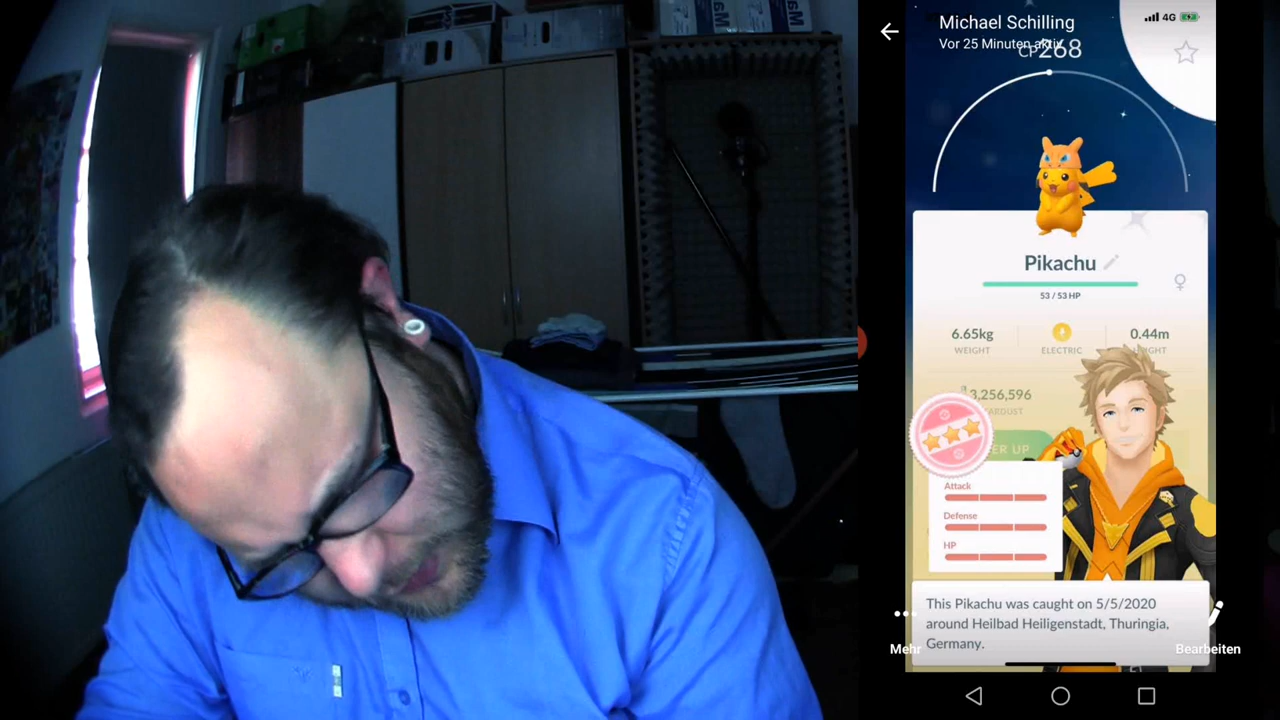 Michael Schilling
Vor 25 Minuten aktiv
4G
CP268
Pikachu
53 / 53 HP
6.65kg
WEIGHT
ELECTRIC
0.44m
3,256,596
Attack
Defense
HP
This Pikachu was caught on 5/5/2020
around Heilbad Heiligenstadt, Thuringia,
Germany.
Mehr
Bearbeiten